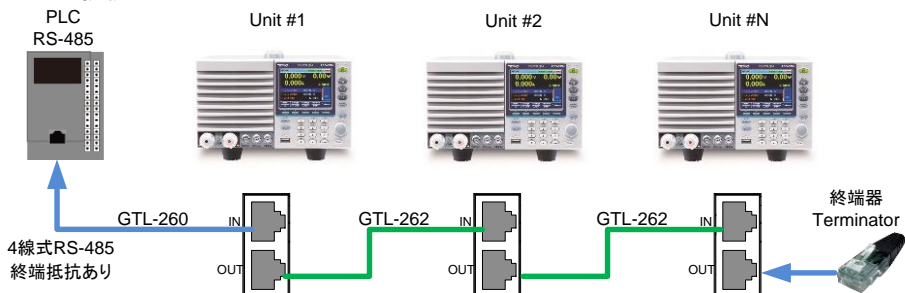 PLC
RS-485
Unit #1
Unit #2
Unit #N
GTL-260
IN
OUT
GTL-262
IN
OUT
GTL-262
IN
OUT
終端器
Terminator
4線式RS-485
終端抵抗あり